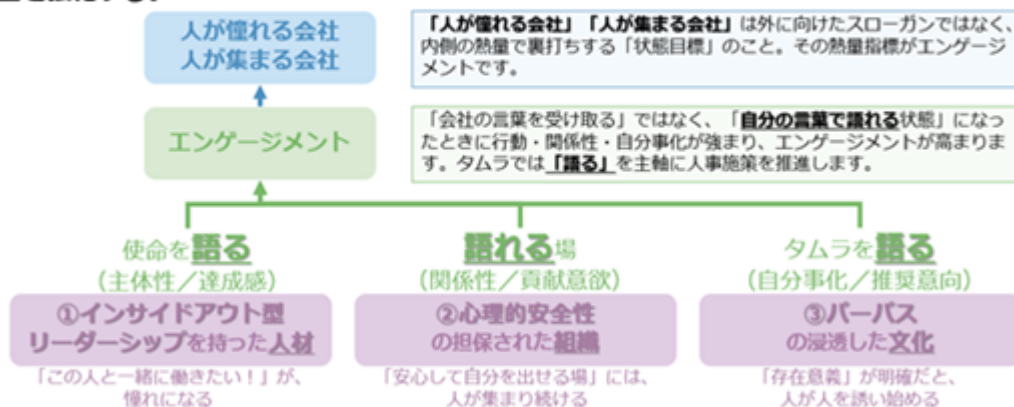 人が憧れる会社
人が集まる会社
「人が憧れる会社」「人が集まる会社」は外に向けたスローガンではなく、
内側の熱量で裏打ちする「状態目標」のこと。その熱量指標がエンゲージ
メントです。
エンゲージメント
「会社の言葉を受け取る」ではなく、「自分の言葉で語れる状態」になっ
たときに行動・関係性・自分事化が強まり、エンゲージメントが高まりま
す。タムラでは「語る」を主軸に人事施策を推進します。
使命を語る
(主体性／達成感)
①インサイドアウト型
リーダーシップを持った人材
「この人と一緒に働きたい！」が、
憧れになる
語れる場
(関係性／貢献意欲)
②心理的安全性
の担保された組織
「安心して自分を出せる場」には、
人が集まり続ける
タムラを語る
(自分事化／推奨意向)
③パーパス
の浸透した文化
「存在意義」が明確だと、
人が人を誘い始める